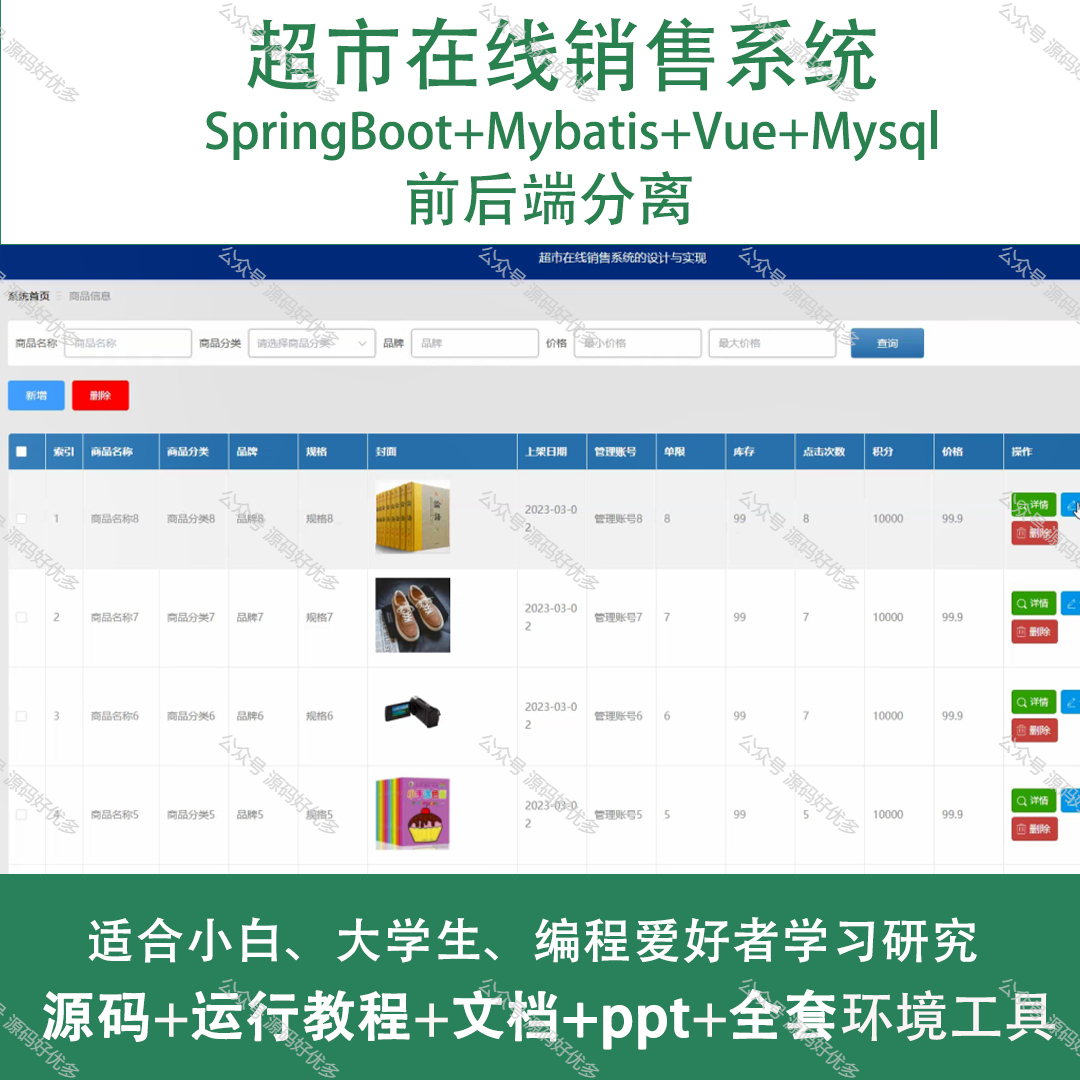 超市在线销售系统
SpringBoot+Mybatis+Vue+Mysql
前后端分离
超市在线销售系统的设计与实现
系统首页 商品信息
商品名称 商品名称 商品分类 请选择商品分类 品牌 品牌 价格 最小价格 最大价格 查询
新增 删除
索引 商品名称 商品分类 品牌 规格 封面 上架日期 管理账号 单限 库存 点击次数 积分 价格 操作
1 商品名称8 商品分类8 品牌8 规格8 2023-03-02 管理账号8 8 99 8 10000 99.9 详情
删除
2 商品名称7 商品分类7 品牌7 规格7 2023-03-02 管理账号7 7 99 7 10000 99.9 详情
删除
3 商品名称6 商品分类6 品牌6 规格6 2023-03-02 管理账号6 6 99 7 10000 99.9 详情
删除
4 商品名称5 商品分类5 品牌5 规格5 2023-03-02 管理账号5 5 99 5 10000 99.9 详情
删除
适合小白、大学生、编程爱好者学习研究
源码+运行教程+文档+ppt+全套环境工具
公众号 源码好优多